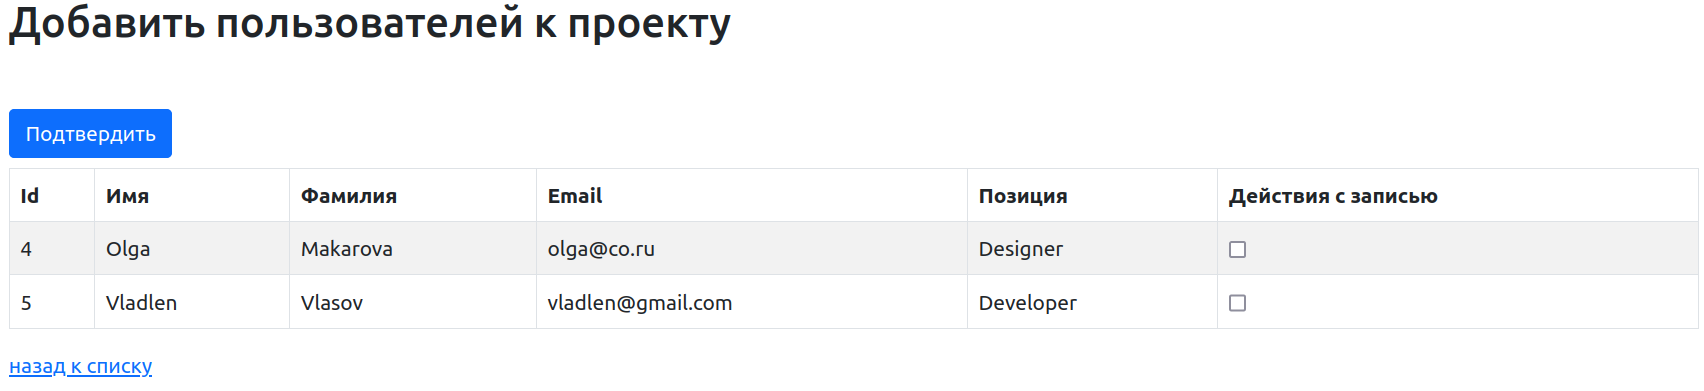 Добавить пользователей к проекту
Подтвердить
Id Имя Фамилия Email Позиция Действия с записью
4 Olga Makarova olga@co.ru Designer
5 Vladlen Vlasov vladlen@gmail.com Developer
назад к списку